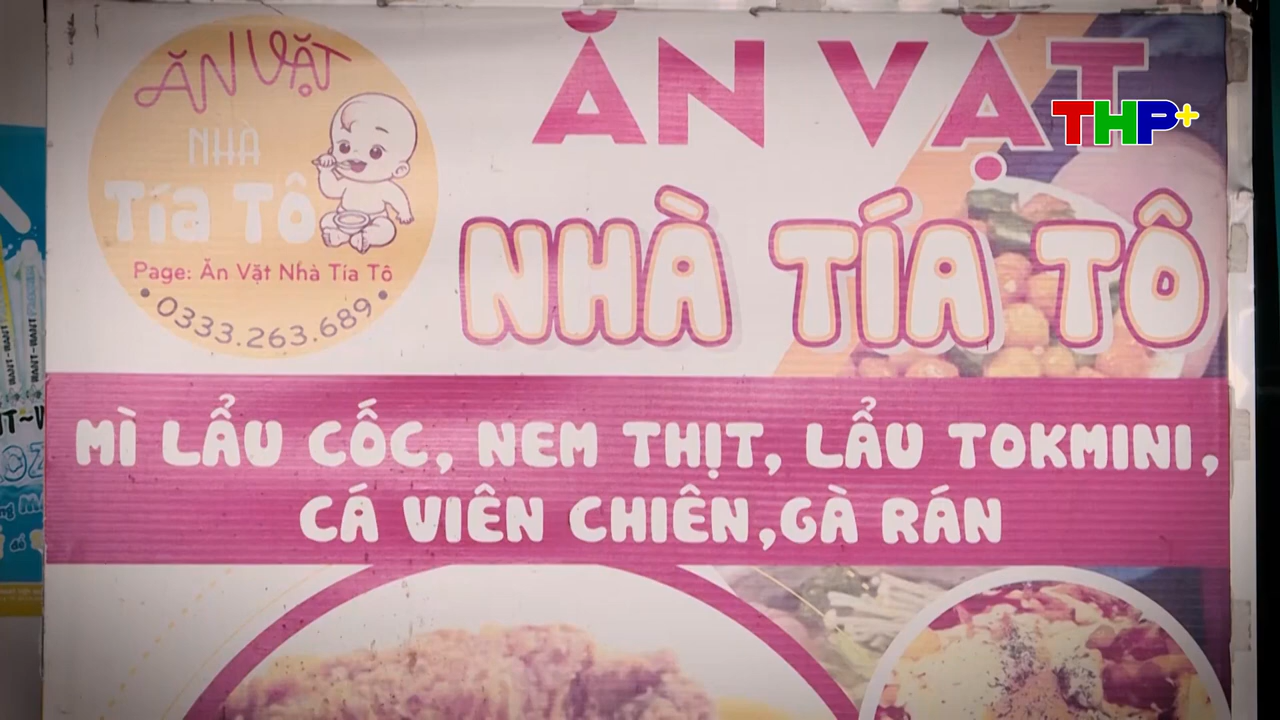 ĂN VẶT
NHÀ
Tía Tô
Page: Ăn Vặt Nhà Tía Tô
0333.263.689
ĂN VẶT
THP+
NHÀ TÍA TÔ
MÌ LẨU CỐC, NEM THỊT, LẨU TOKMINI,
CÁ VIÊN CHIÊN,GÀ RÁN